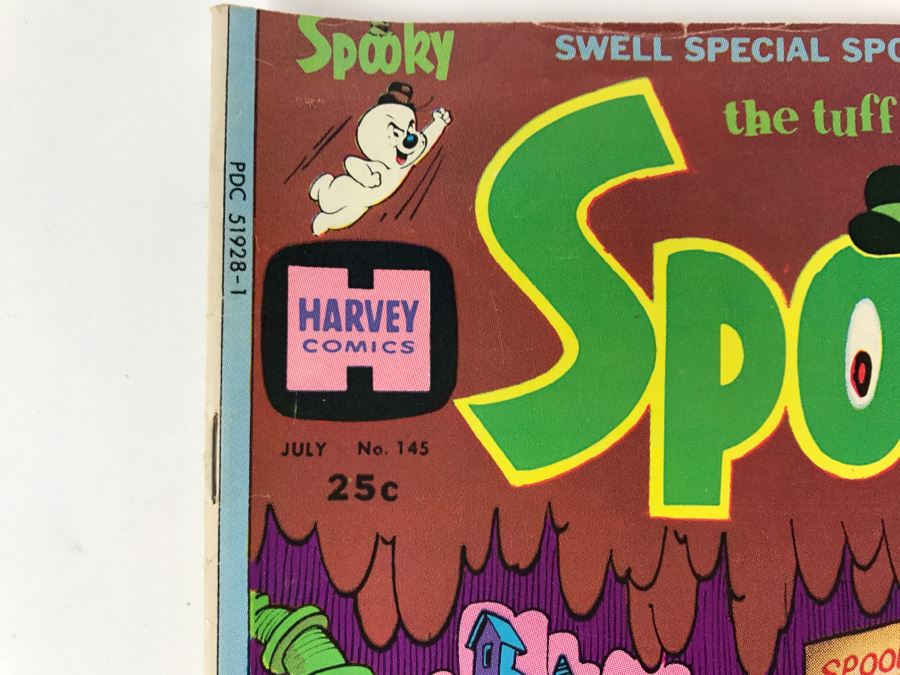 Spooky
SWELL SPECIAL
the tuff
Spo
PDC 51928-1
HARVEY
COMICS
JULY No. 145
25c